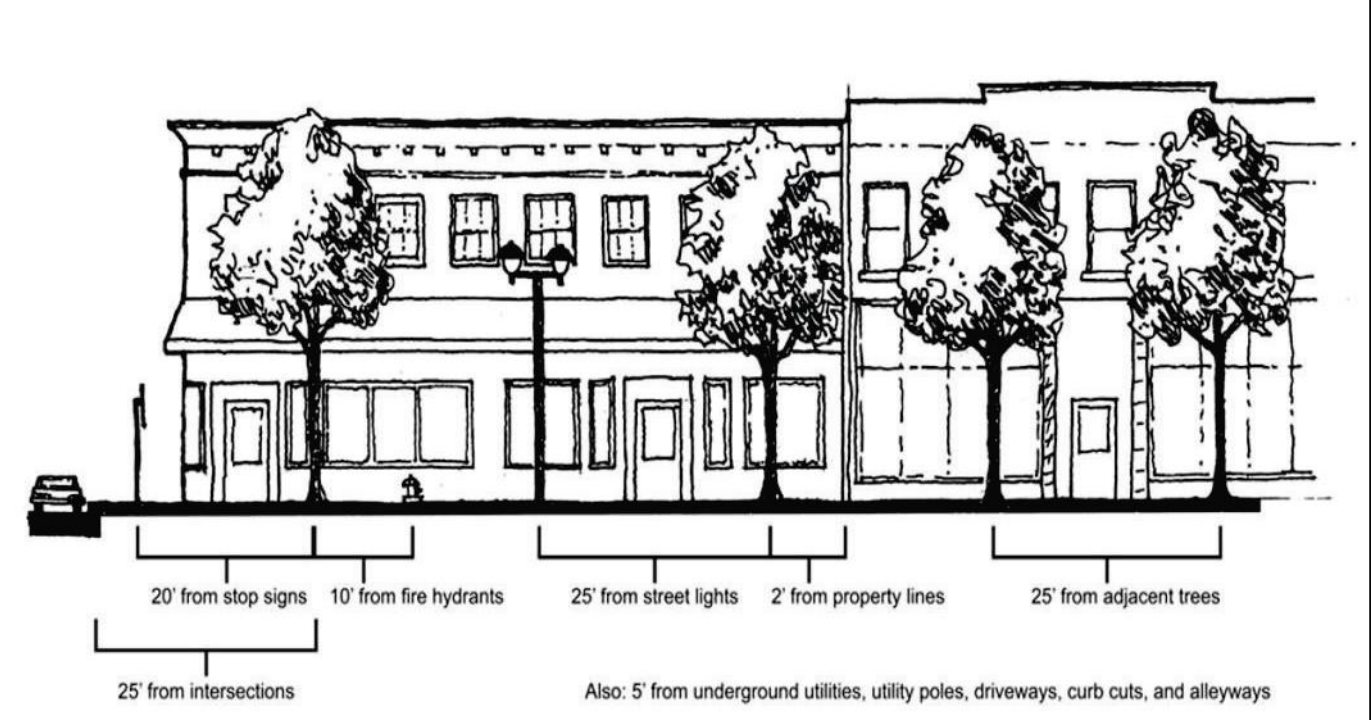 20’ from stop signs
10’ from fire hydrants
25’ from street lights
2’ from property lines
25’ from adjacent trees
25’ from intersections
Also: 5’ from underground utilities, utility poles, driveways, curb cuts, and alleyways